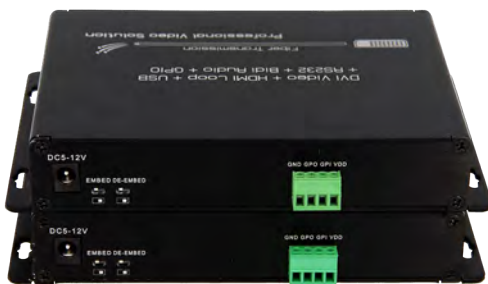 Professional Video Solution
Fiber Transmission
+ RS232 + Bidi Audio + GPIO
DVI Video + HDMI Loop + USB
DC5-12V
EMBED DE-EMBED
GND GPO GPI VDD
DC5-12V
EMBED DE-EMBED
GND GPO GPI VDD